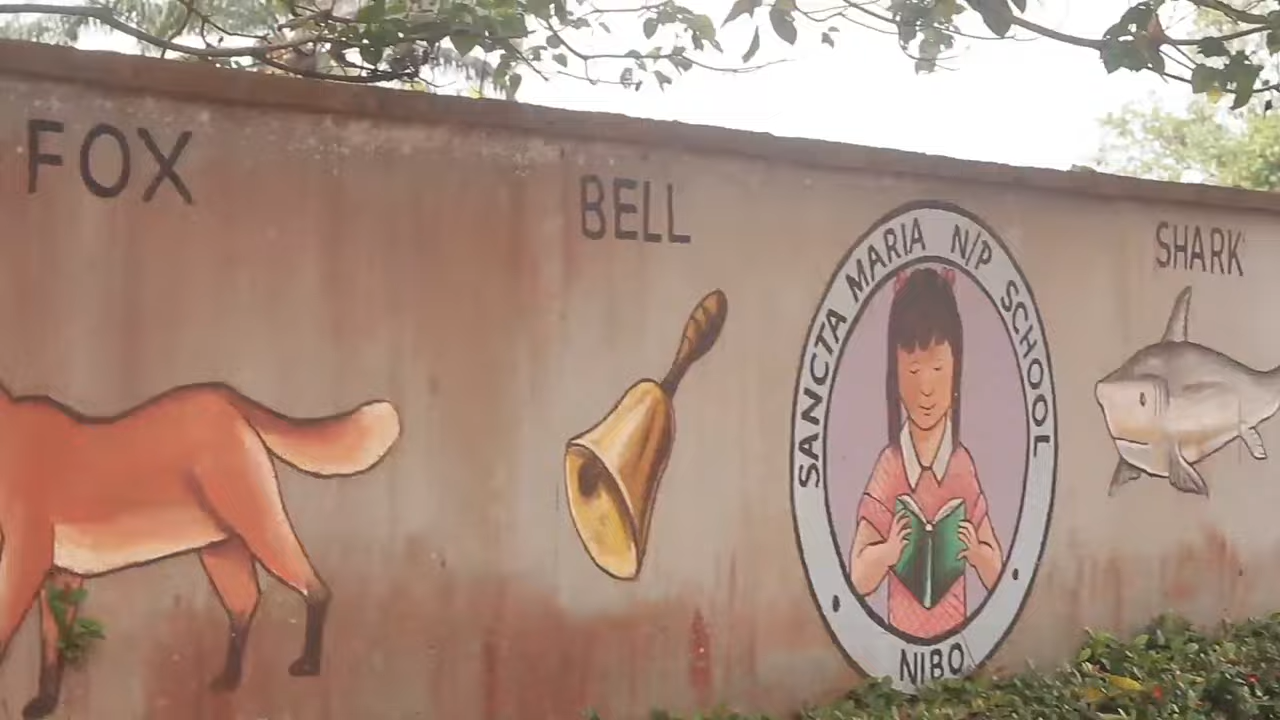 FOX
BELL
SANCTA MARIA N/P SCHOOL
NIBO
SHARK